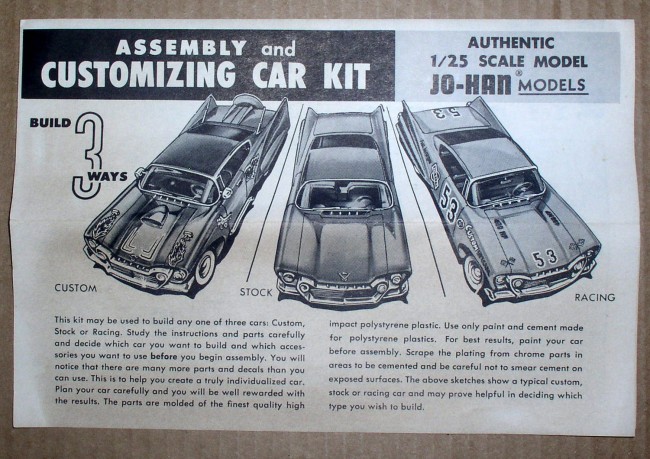 ASSEMBLY and
CUSTOMIZING CAR KIT
AUTHENTIC
1/25 SCALE MODEL
JO-HAN® MODELS
BUILD
3
WAYS
53
53
53
CUSTOM
STOCK
RACING
This kit may be used to build any one of three cars: Custom,
Stock or Racing. Study the instructions and parts carefully
and decide which car you want to build and which acces-
sories you want to use before you begin assembly. You will
notice that there are many more parts and decals than you
can use. This is to help you create a truly individualized car.
Plan your car carefully and you will be well rewarded with
the results. The parts are molded of the finest quality high
impact polystyrene plastic. Use only paint and cement made
for polystyrene plastics. For best results, paint your car
before assembly. Scrape the plating from chrome parts in
areas to be cemented and be careful not to smear cement on
exposed surfaces. The above sketches show a typical custom,
stock or racing car and may prove helpful in deciding which
type you wish to build.